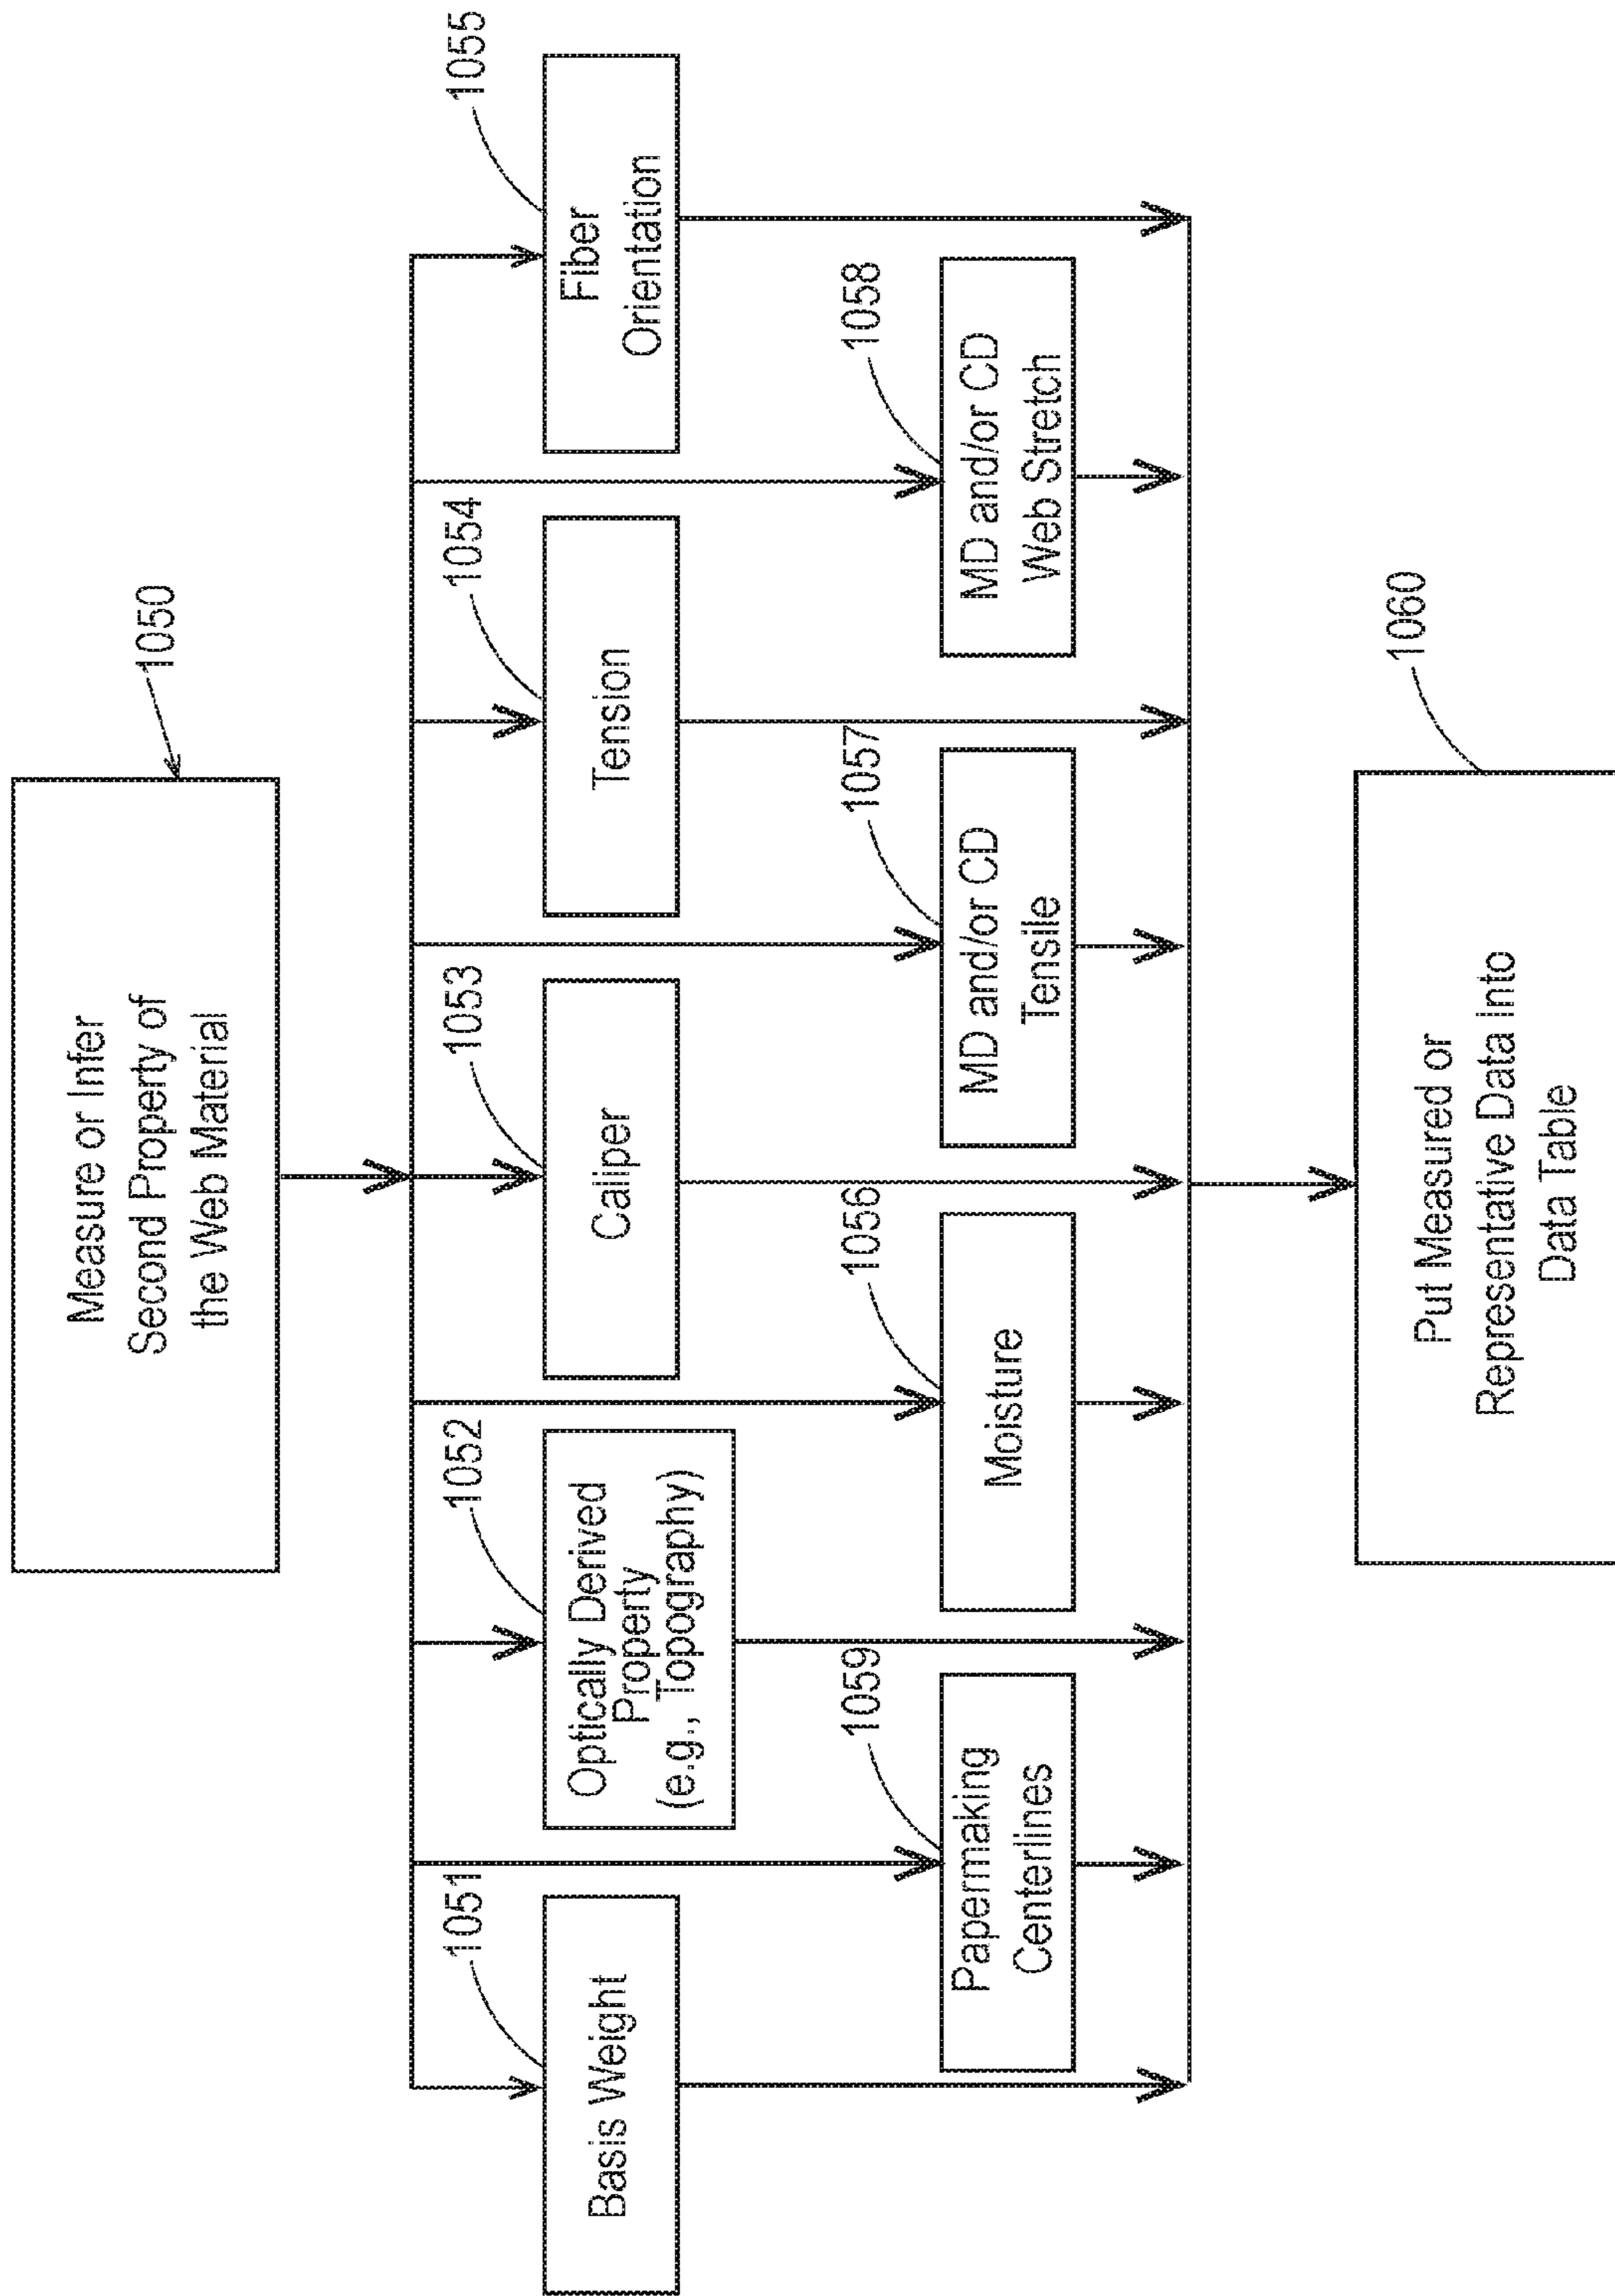 Measure or Infer
Second Property of
the Web Material
1050
1051
Basis Weight
1052
Optically Derived
Property
(e.g., Topography)
1053
Caliper
1054
Tension
1055
Fiber
Orientation
1059
Papermaking
Centerlines
1056
Moisture
1057
MD and/or CD
Tensile
1058
MD and/or CD
Web Stretch
1060
Put Measured or
Representative Data Into
Data Table